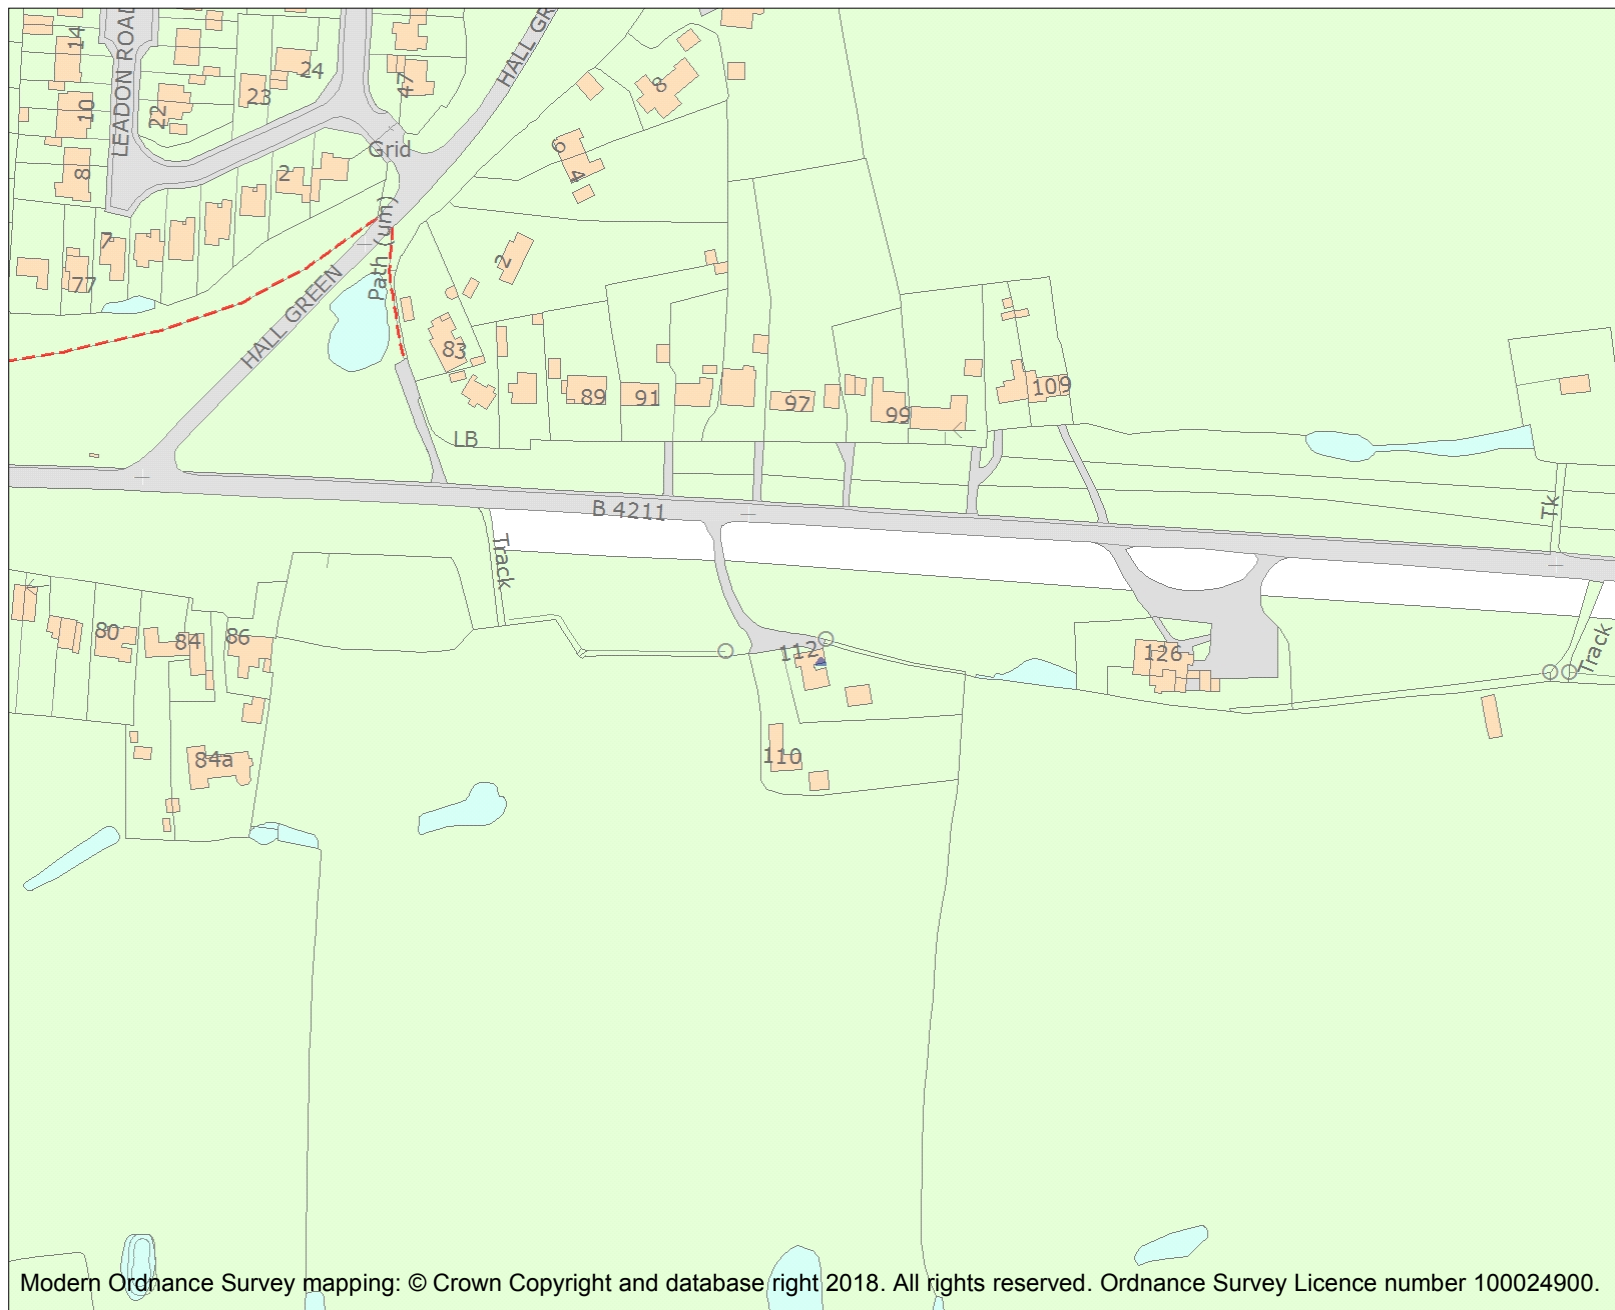 14
LEADON ROAD
HALL GR
24
47
8
23
10
22
Grid
6
4
8
2
Path (um)
7
2
77
HALL GREEN
83
109
89
91
97
99
LB
B 4211
Tk
Track
80
84
86
112
126
Track
84a
110
Modern Ordnance Survey mapping: © Crown Copyright and database right 2018. All rights reserved. Ordnance Survey Licence number 100024900.